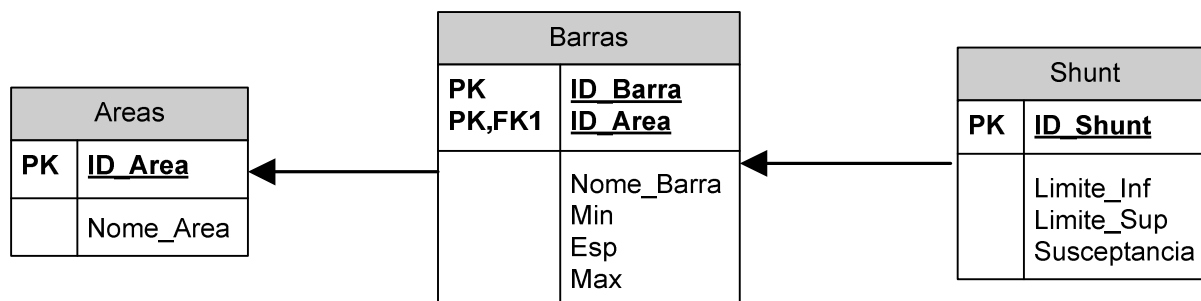 Areas
PK ID_Area
Nome_Area
Barras
PK ID_Barra
PK,FK1 ID_Area
Nome_Barra
Min
Esp
Max
Shunt
PK ID_Shunt
Limite_Inf
Limite_Sup
Susceptancia